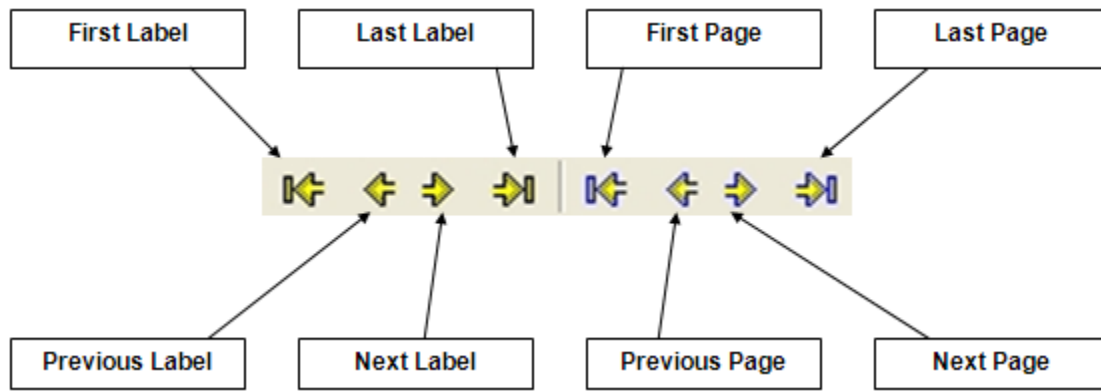 First Label
Last Label
First Page
Last Page
Previous Label
Next Label
Previous Page
Next Page